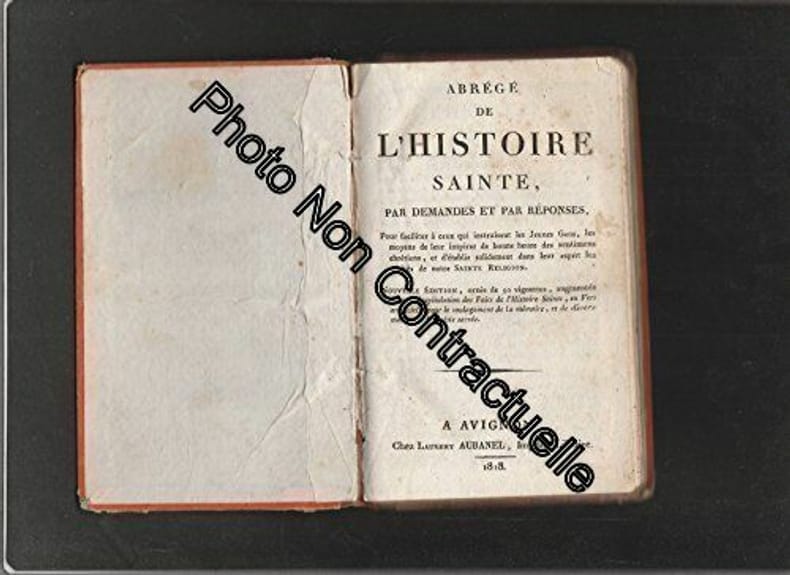 ABRÉGÉ
DE
L'HISTOIRE
SAINTE,
PAR DEMANDES ET PAR RÉPONSES,
Pour faciliter à ceux qui instruisent les Jeunes Gens, les
moyens de leur inspirer de bonne heure des sentimens
chrétiens, et d'établir solidement dans leur esprit les
de notre SAINTE RELIGION.
NOUVELLE ÉDITION, ornée de 50 vignettes, augmentée
des Faits de l'Histoire Sainte, en Vers
le soulagement de la mémoire, et de divers
sacrée.
A AVIGNON
Chez LAURENT AUBANEL,
1818.
Photo Non Contractuelle